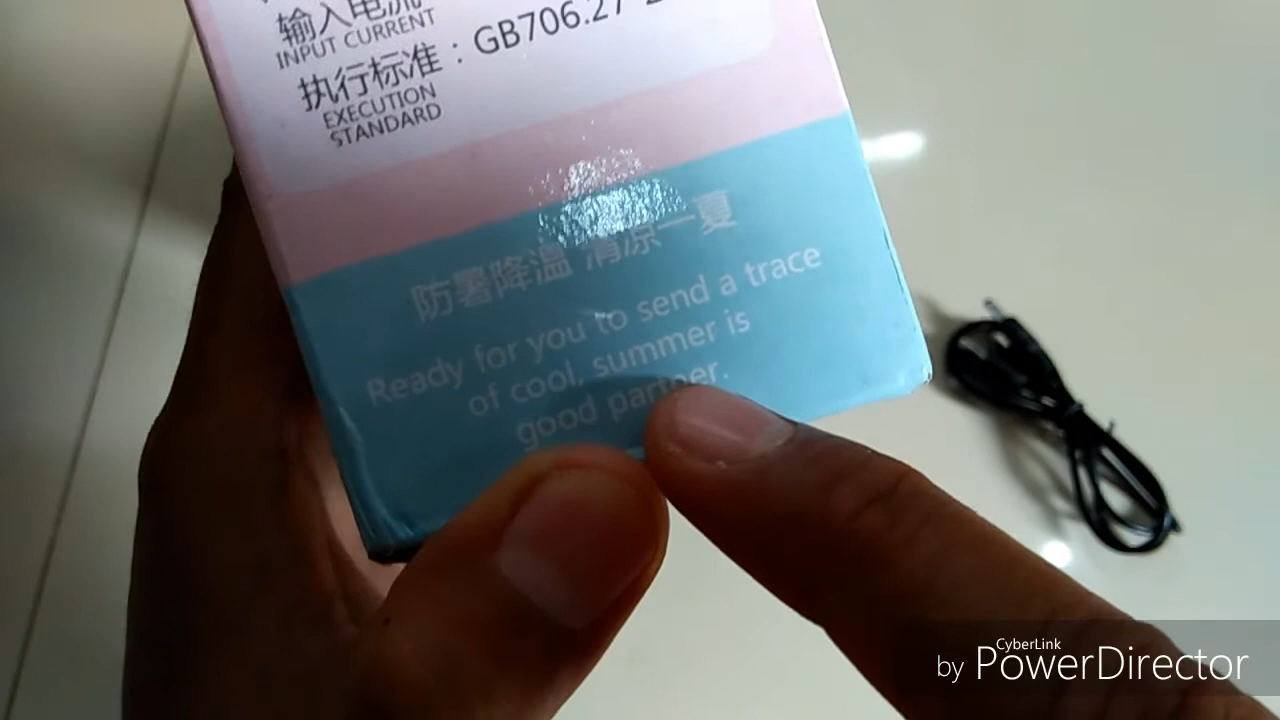 输入电流
INPUT CURRENT
执行标准：GB706.27
EXECUTION
STANDARD
防暑降温 清凉一夏
Ready for you to send a trace
of cool, summer is
good partner.
CyberLink
by PowerDirector